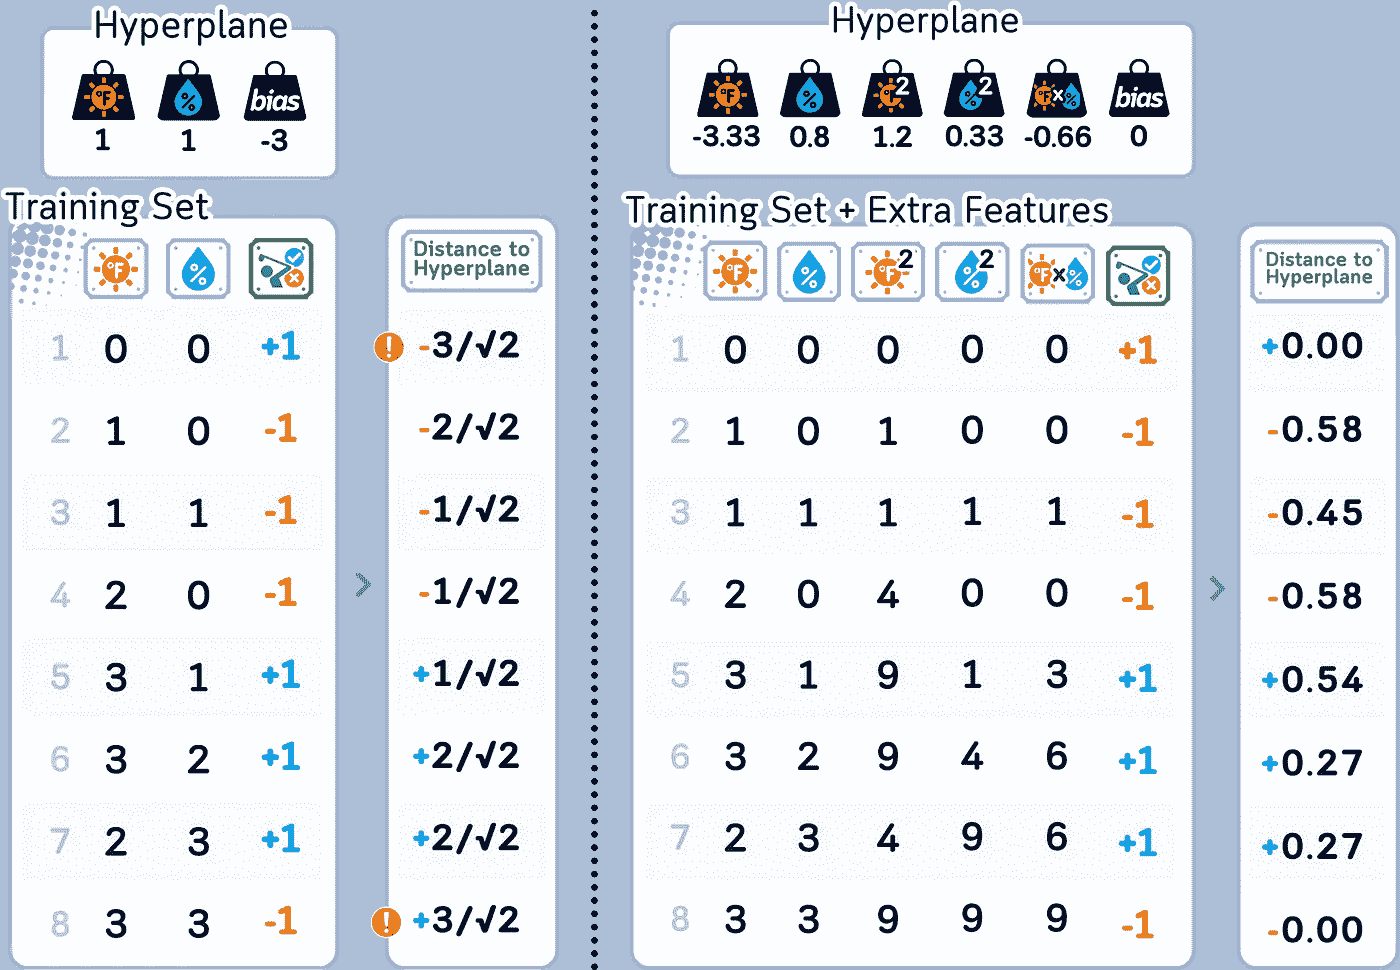 Hyperplane
°F % bias
1 1 -3
Training Set
°F %
Distance to
Hyperplane
1 0 0 +1 ! -3/√2
2 1 0 -1 -2/√2
3 1 1 -1 -1/√2
4 2 0 -1 > -1/√2
5 3 1 +1 +1/√2
6 3 2 +1 +2/√2
7 2 3 +1 +2/√2
8 3 3 -1 ! +3/√2
Hyperplane
°F % °F2 %2 °Fx% bias
-3.33 0.8 1.2 0.33 -0.66 0
Training Set + Extra Features
°F % °F2 %2 °Fx%
Distance to
Hyperplane
1 0 0 0 0 0 +1 +0.00
2 1 0 1 0 0 -1 -0.58
3 1 1 1 1 1 -1 -0.45
4 2 0 4 0 0 -1 > -0.58
5 3 1 9 1 3 +1 +0.54
6 3 2 9 4 6 +1 +0.27
7 2 3 4 9 6 +1 +0.27
8 3 3 9 9 9 -1 -0.00